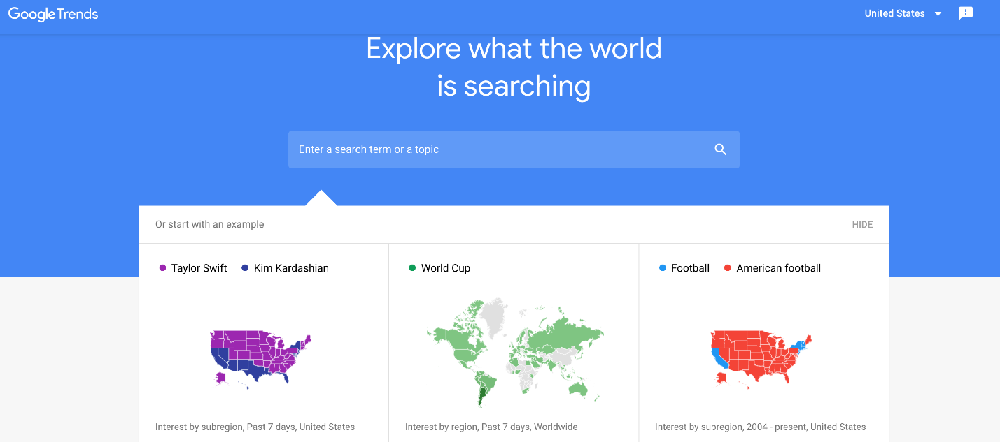 Google Trends
United States
Explore what the world
is searching
Enter a search term or a topic
Or start with an example
HIDE
Taylor Swift Kim Kardashian
World Cup
Football American football
Interest by subregion, Past 7 days, United States
Interest by region, Past 7 days, Worldwide
Interest by subregion, 2004 - present, United States